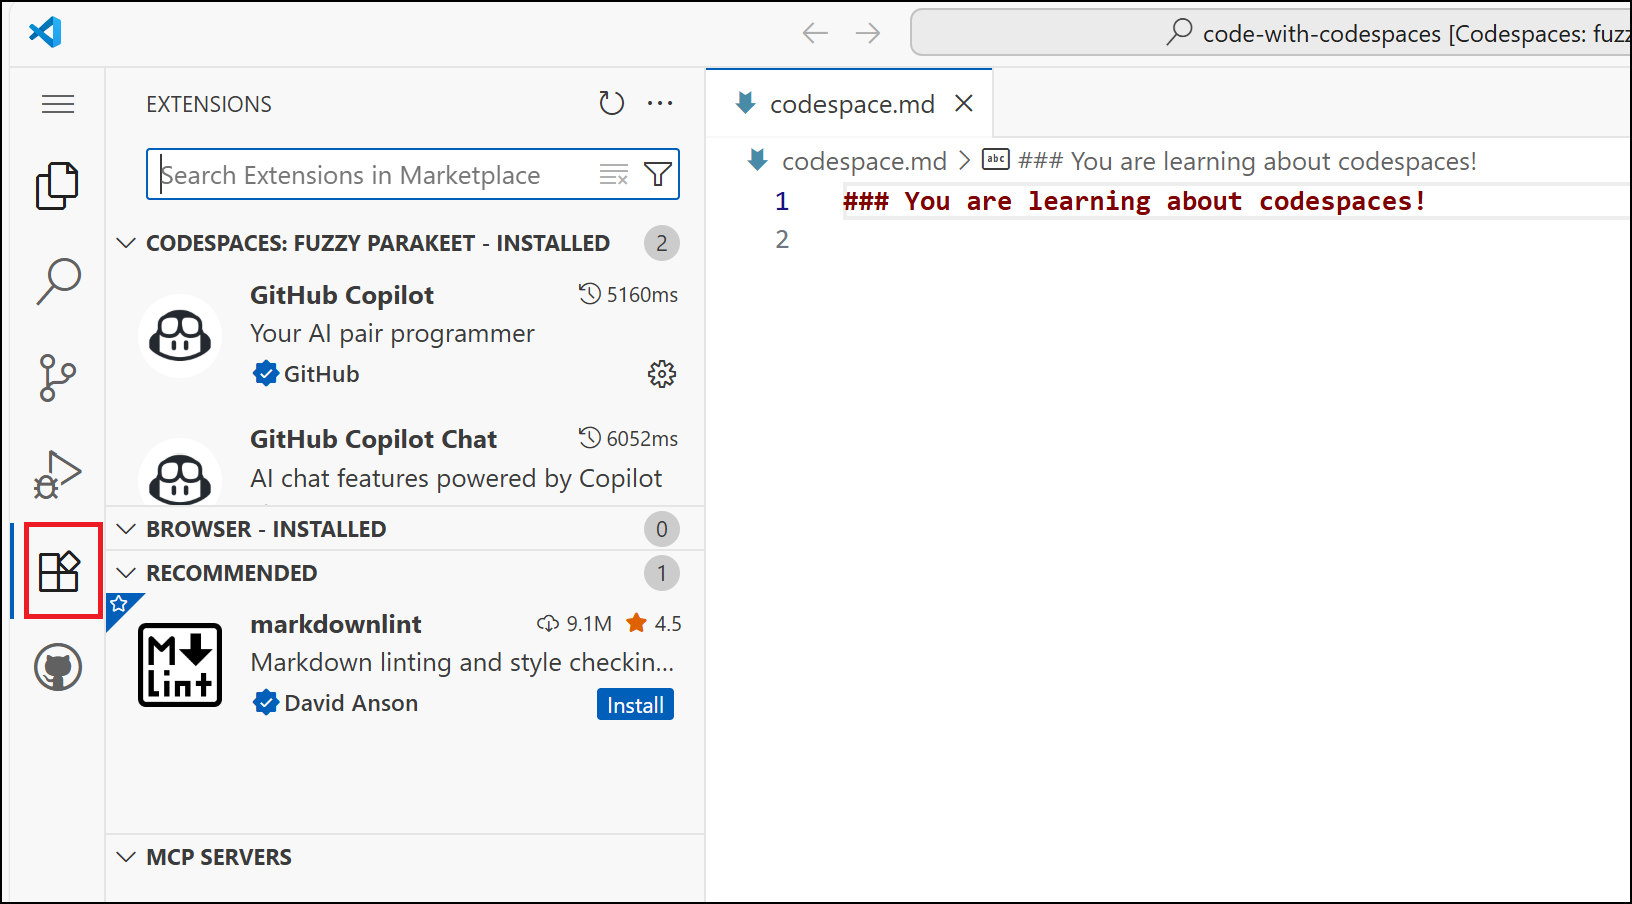 code-with-codespaces [Codespaces: fuzz
EXTENSIONS
Search Extensions in Marketplace
CODESPACES: FUZZY PARAKEET - INSTALLED 2
GitHub Copilot 5160ms
Your AI pair programmer
GitHub
GitHub Copilot Chat 6052ms
AI chat features powered by Copilot
BROWSER - INSTALLED 0
RECOMMENDED 1
markdownlint 9.1M 4.5
Markdown linting and style checkin...
David Anson Install
MCP SERVERS
codespace.md
codespace.md > abc ### You are learning about codespaces!
1 ### You are learning about codespaces!
2
M
Lint